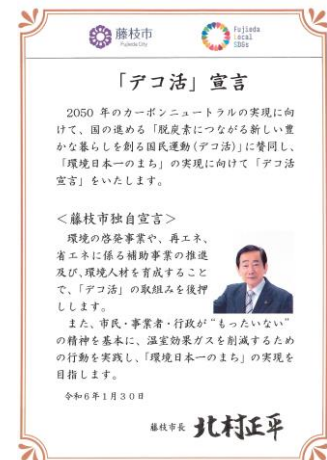 藤枝市
Fujieda City
Fujieda
Local
SDGs
「デコ活」宣言
2050 年のカーボンニュートラルの実現に向
けて、国の進める「脱炭素につながる新しい豊
かな暮らしを創る国民運動(デコ活)」に賛同し、
「環境日本一のまち」の実現に向けて「デコ活
宣言」をいたします。
＜藤枝市独自宣言＞
環境の啓発事業や、再エネ、
省エネに係る補助事業の推進
及び、環境人材を育成すること
で、「デコ活」の取組みを後押
しします。
また、市民・事業者・行政が“もったいない”
の精神を基本に、温室効果ガスを削減するため
の行動を実践し、「環境日本一のまち」の実現を
目指します。
令和6年1月30日
藤枝市長 北村正平